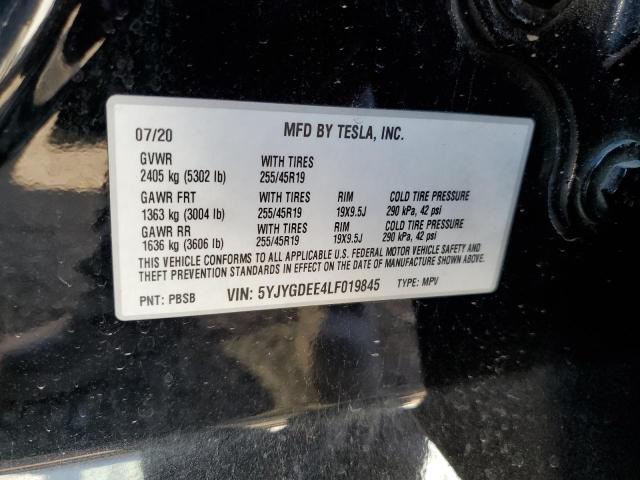 07/20 MFD BY TESLA, INC.
GVWR WITH TIRES
2405 kg (5302 lb) 255/45R19
GAWR FRT WITH TIRES RIM COLD TIRE PRESSURE
1363 kg (3004 lb) 255/45R19 19X9.5J 290 kPa, 42 psi
GAWR RR WITH TIRES RIM COLD TIRE PRESSURE
1636 kg (3606 lb) 255/45R19 19X9.5J 290 kPa, 42 psi
THIS VEHICLE CONFORMS TO ALL APPLICABLE U.S. FEDERAL MOTOR VEHICLE SAFETY AND
THEFT PREVENTION STANDARDS IN EFFECT ON THE DATE OF MANUFACTURE SHOWN ABOVE.
PNT: PBSB VIN: 5YJYGDEE4LF019845 TYPE: MPV